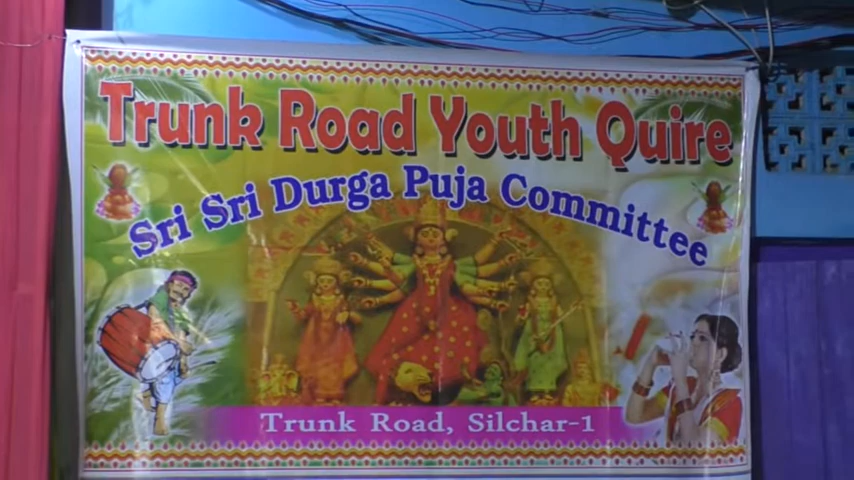 Trunk Road Youth Quire
Sri Sri Durga Puja Committee
Trunk Road, Silchar-1